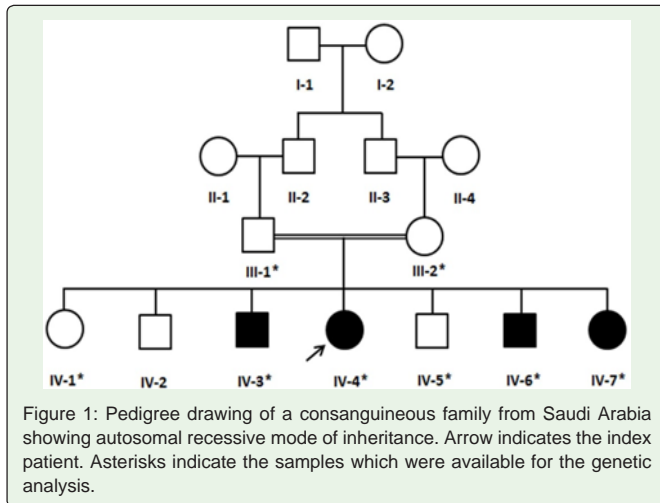 I-1 I-2
II-1 II-2 II-3 II-4
III-1* III-2*
IV-1* IV-2 IV-3* IV-4* IV-5* IV-6* IV-7*
Figure 1: Pedigree drawing of a consanguineous family from Saudi Arabia
showing autosomal recessive mode of inheritance. Arrow indicates the index
patient. Asterisks indicate the samples which were available for the genetic
analysis.